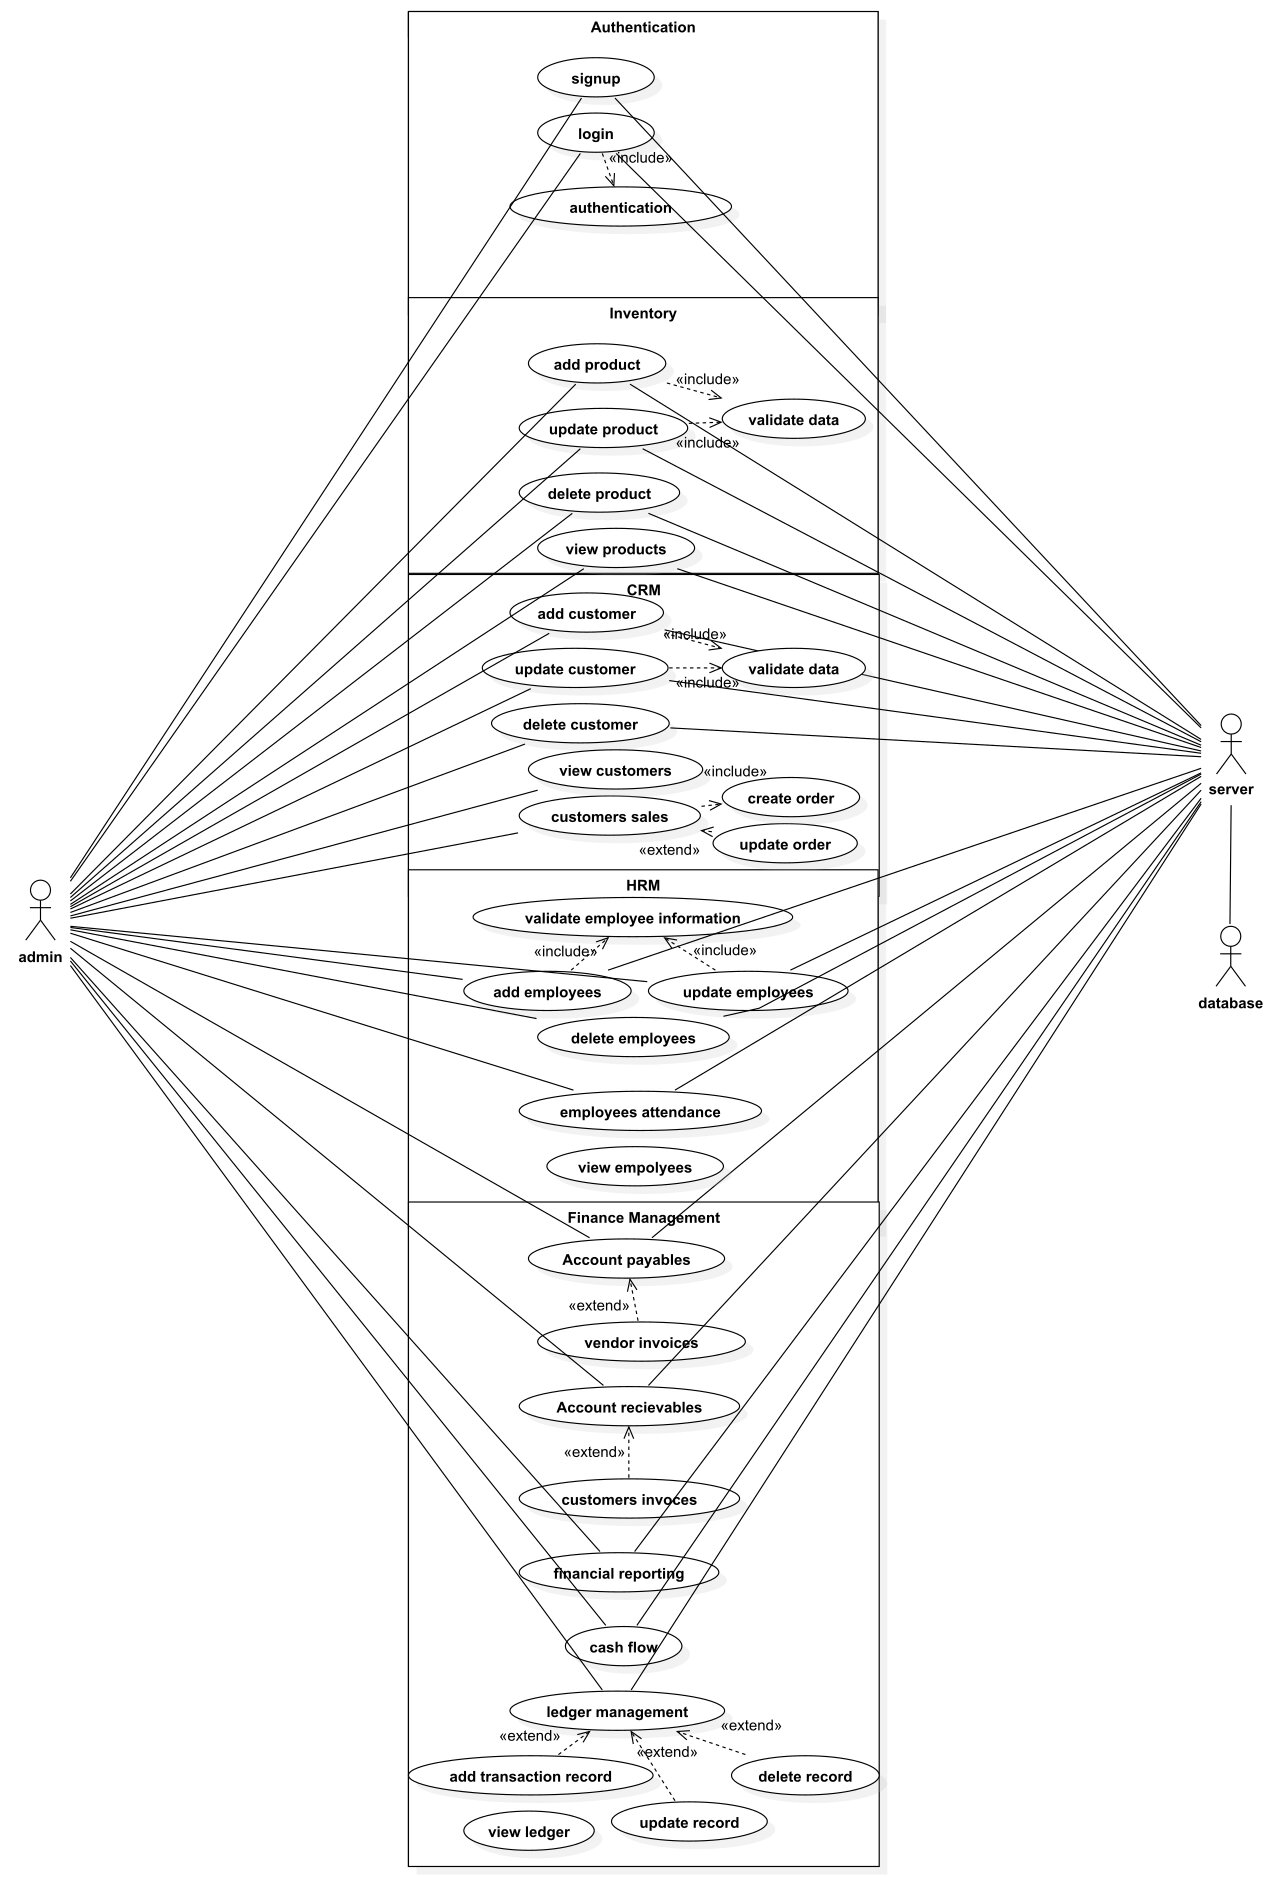 Authentication
signup
login
«include»
authentication
Inventory
add product
«include»
validate data
update product
«include»
delete product
view products
CRM
add customer
«include»
update customer
validate data
«include»
delete customer
view customers
«include»
create order
customers sales
update order
«extend»
server
HRM
validate employee information
«include»
«include»
admin
add employees
update employees
database
delete employees
employees attendance
view empolyees
Finance Management
Account payables
«extend»
vendor invoices
Account recievables
«extend»
customers invoces
financial reporting
cash flow
ledger management
«extend»
«extend»
«extend»
add transaction record
delete record
update record
view ledger